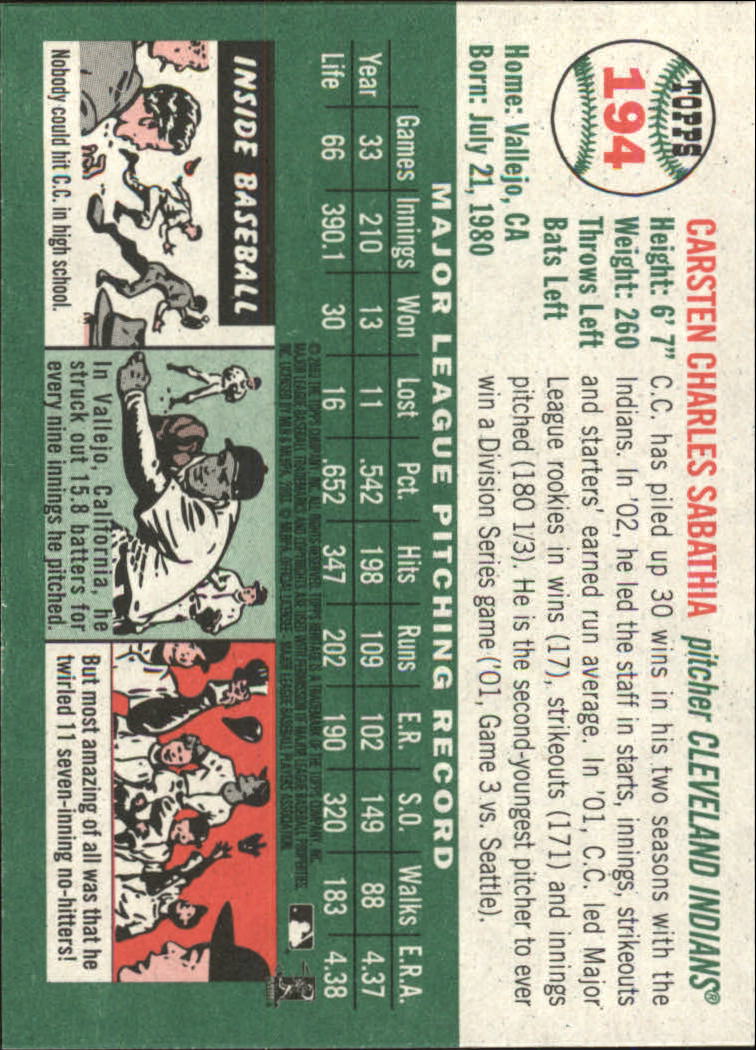 TOPPS
194
CARSTEN CHARLES SABATHIA pitcher CLEVELAND INDIANS®
Height: 6' 7"
Weight: 260
Throws Left
Bats Left
Home: Vallejo, CA
Born: July 21, 1980
C.C. has piled up 30 wins in his two seasons with the
Indians. In '02, he led the staff in starts, innings, strikeouts
and starters' earned run average. In '01, C.C. led Major
League rookies in wins (17), strikeouts (171) and innings
pitched (180 1/3). He is the second-youngest pitcher to ever
win a Division Series game ('01, Game 3 vs. Seattle).
MAJOR LEAGUE PITCHING RECORD
Games Innings Won Lost Pct. Hits Runs E.R. S.O. Walks E.R.A.
Year 33 210 13 11 .542 198 109 102 149 88 4.37
Life 66 390.1 30 16 .652 347 202 190 320 183 4.38
INSIDE BASEBALL
Nobody could hit C.C. in high school.
In Vallejo, California, he
struck out 15.8 batters for
every nine innings he pitched.
But most amazing of all was that he
twirled 11 seven-inning no-hitters!